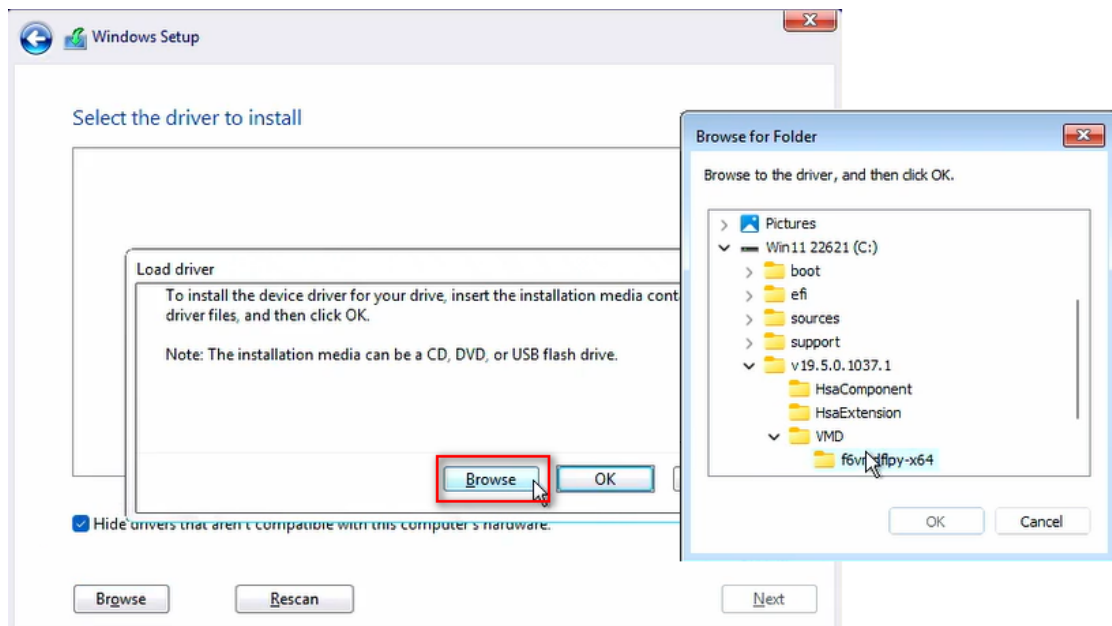 Windows Setup
Select the driver to install
Load driver
To install the device driver for your drive, insert the installation media
driver files, and then click OK.
Note: The installation media can be a CD, DVD, or USB flash drive.
Browse
OK
Hide drivers that aren't compatible with this computer's hardware.
Browse
Rescan
Next
Browse for Folder
Browse to the driver, and then click OK.
Pictures
Win11 22621 (C:)
boot
efi
sources
support
v19.5.0.1037.1
HsaComponent
HsaExtension
VMD
OK
Cancel